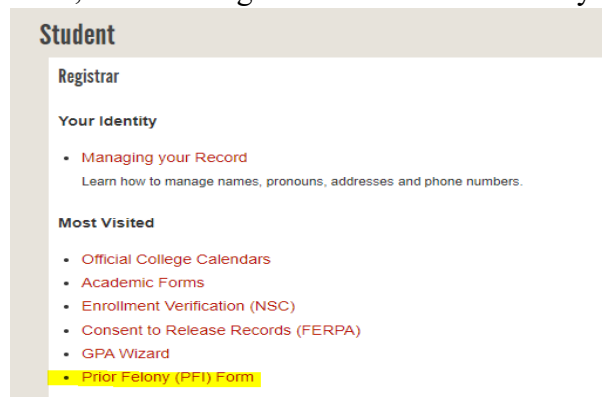 Student
Registrar
Your Identity
• Managing your Record
Learn how to manage names, pronouns, addresses and phone numbers.
Most Visited
• Official College Calendars
• Academic Forms
• Enrollment Verification (NSC)
• Consent to Release Records (FERPA)
• GPA Wizard
• Prior Felony (PFI) Form